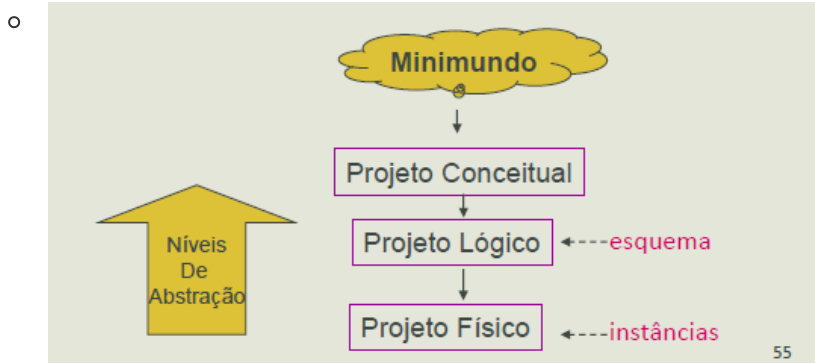 Minimundo
Projeto Conceitual
Projeto Lógico
esquema
Níveis
De
Abstração
Projeto Físico
instâncias
55